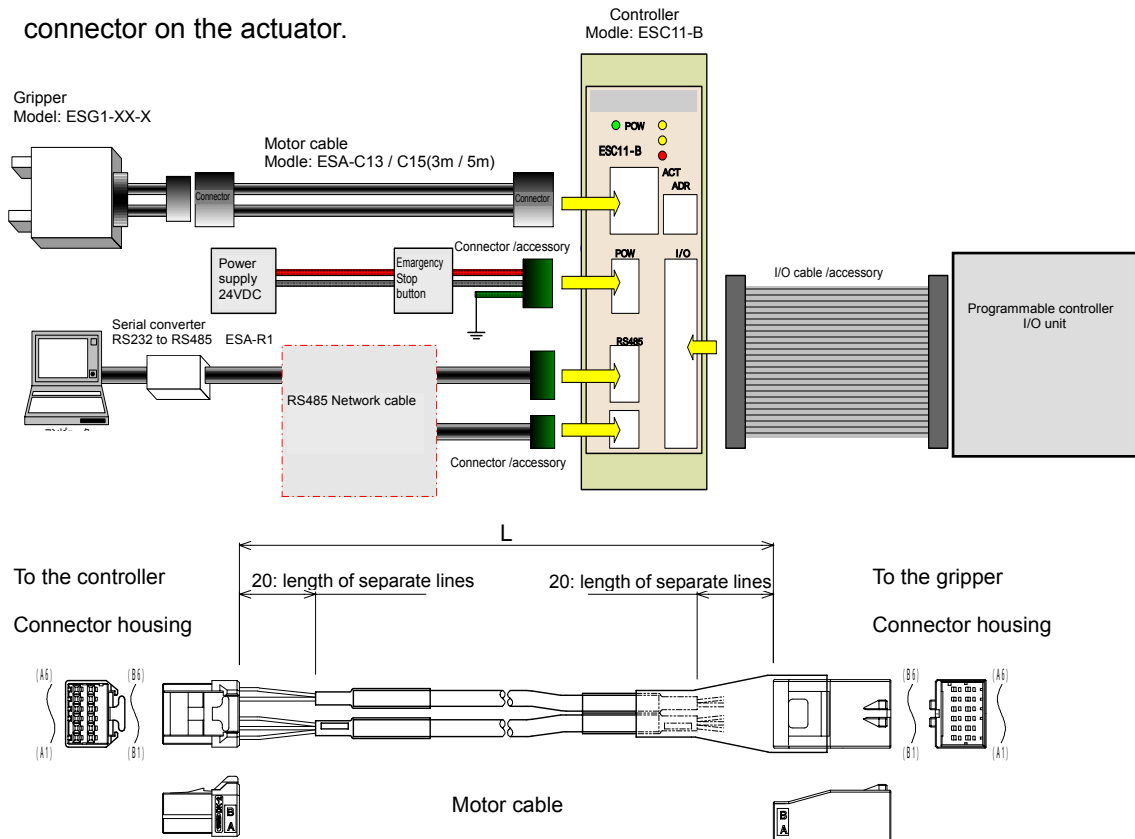 connector on the actuator.
Controller
Modle: ESC11-B
Gripper
Model: ESG1-XX-X
Motor cable
Modle: ESA-C13 / C15(3m / 5m)
Connector
Connector
POW
ESC11-B
ACT
ADR
Connector /accessory
POW
I/O
Power
supply
24VDC
Emargency
Stop
button
I/O cable /accessory
Programmable controller
I/O unit
Serial converter
RS232 to RS485 ESA-R1
RS485
RS485 Network cable
Connector /accessory
L
To the controller
20: length of separate lines
20: length of separate lines
To the gripper
Connector housing
Connector housing
(A6)
(B6)
(B6)
(A6)
(A1)
(B1)
(B1)
(A1)
Motor cable
B
A
B
A